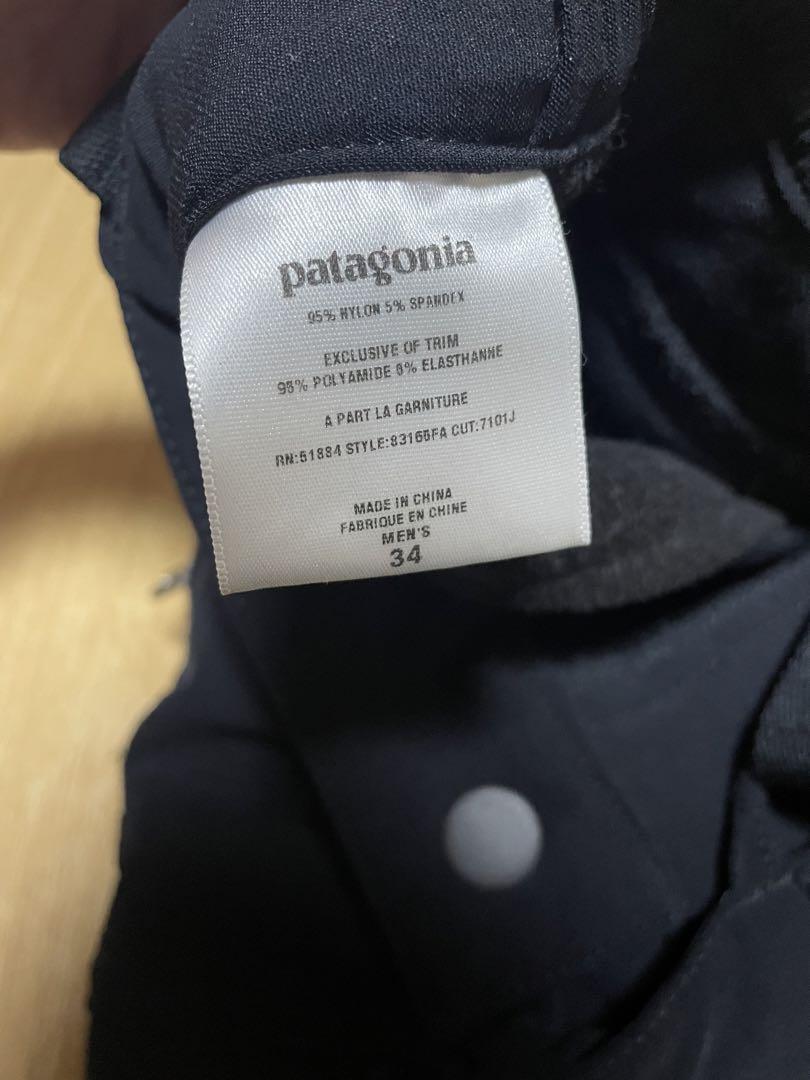 patagonia
95% NYLON 5% SPANDEX
EXCLUSIVE OF TRIM
95% POLYAMIDE 5% ELASTHANNE
A PART LA GARNITURE
RN:51884 STYLE:83165FA CUT:7101J
MADE IN CHINA
FABRIQUE EN CHINE
MEN'S
34